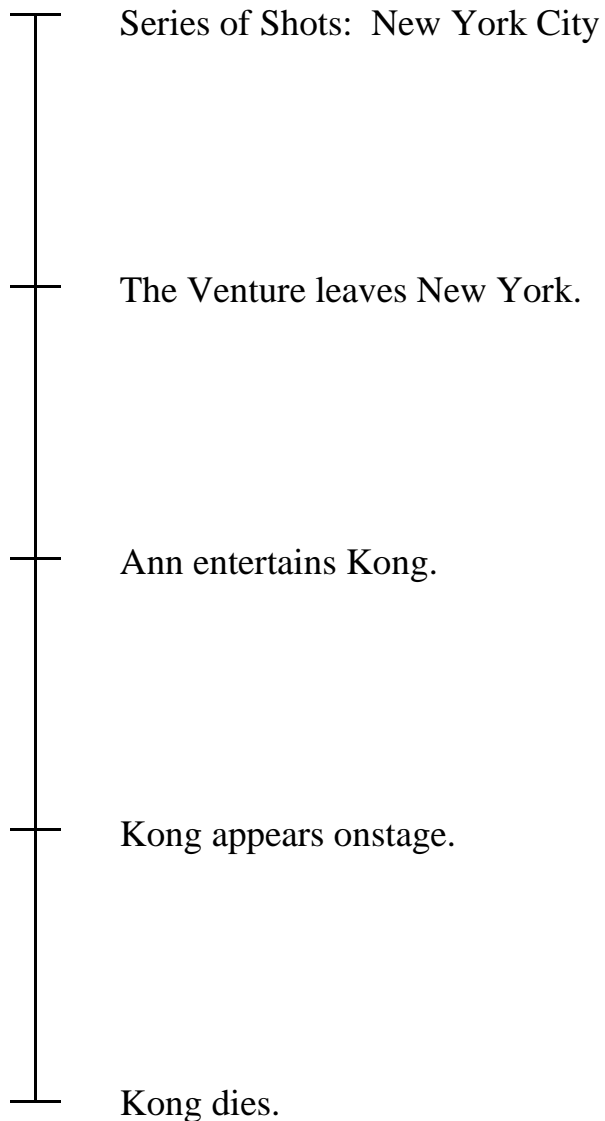 Series of Shots:  New York City
The Venture leaves New York.
Ann entertains Kong.
Kong appears onstage.
Kong dies.